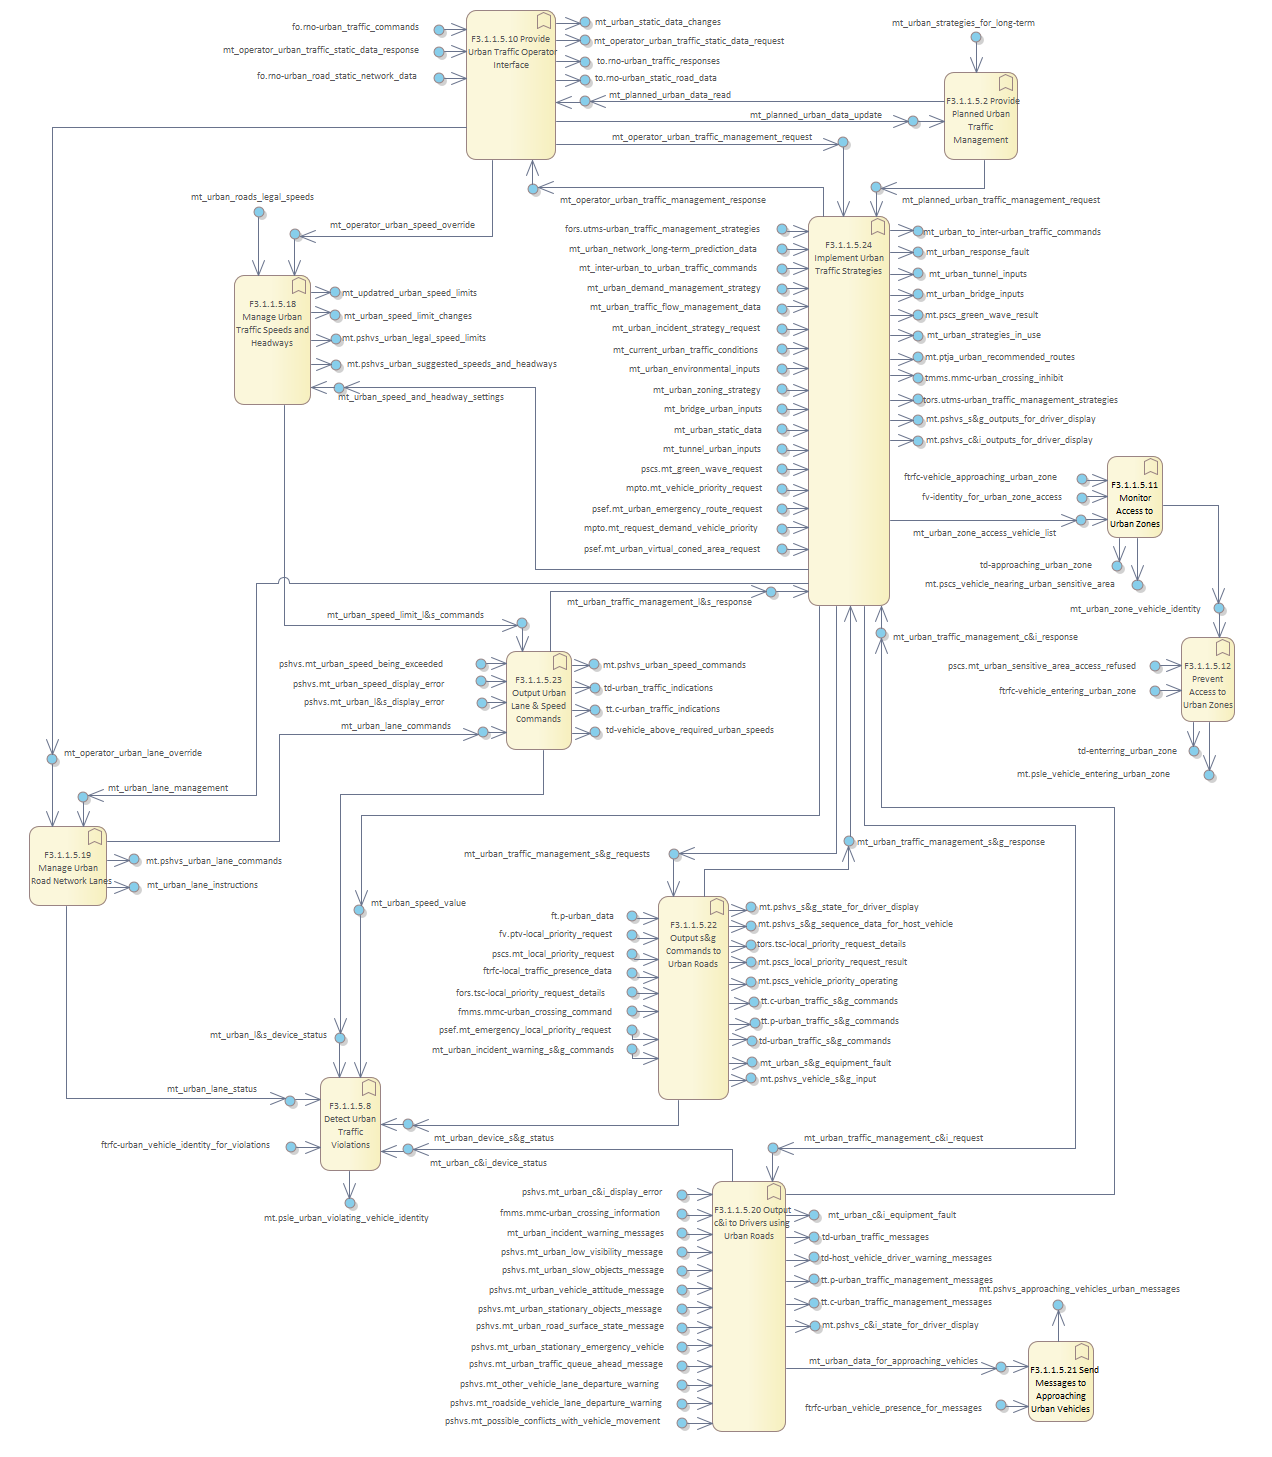 fo.rno-urban_traffic_commands
mt_operator_urban_traffic_static_data_response
fo.rno-urban_road_static_network_data
F3.1.1.5.10 Provide
Urban Traffic Operator
Interface
mt_urban_static_data_changes
mt_operator_urban_traffic_static_data_request
to.rno-urban_traffic_responses
to.rno-urban_static_road_data
mt_planned_urban_data_read
mt_planned_urban_data_update
mt_operator_urban_traffic_management_request
mt_urban_strategies_for_long-term
F3.1.1.5.2 Provide
Planned Urban
Traffic
Management
mt_operator_urban_traffic_management_response
mt_planned_urban_traffic_management_request
mt_urban_roads_legal_speeds
mt_operator_urban_speed_override
F3.1.1.5.18
Manage Urban
Traffic Speeds and
Headways
mt_updatred_urban_speed_limits
mt_urban_speed_limit_changes
mt.pshvs_urban_legal_speed_limits
mt.pshvs_urban_suggested_speeds_and_headways
mt_urban_speed_and_headway_settings
fors.utms-urban_traffic_management_strategies
mt_urban_network_long-term_prediction_data
mt_inter-urban_to_urban_traffic_commands
mt_urban_demand_management_strategy
mt_urban_traffic_flow_management_data
mt_urban_incident_strategy_request
mt_current_urban_traffic_conditions
mt_urban_environmental_inputs
mt_urban_zoning_strategy
mt_bridge_urban_inputs
mt_urban_static_data
mt_tunnel_urban_inputs
pscs.mt_green_wave_request
mpto.mt_vehicle_priority_request
psef.mt_urban_emergency_route_request
mpto.mt_request_demand_vehicle_priority
psef.mt_urban_virtual_coned_area_request
F3.1.1.5.24
Implement Urban
Traffic Strategies
mt_urban_to_inter-urban_traffic_commands
mt_urban_response_fault
mt_urban_tunnel_inputs
mt_urban_bridge_inputs
mt.pscs_green_wave_result
mt_urban_strategies_in_use
mt.ptja_urban_recommended_routes
tmms.mmc-urban_crossing_inhibit
tors.utms-urban_traffic_management_strategies
mt.pshvs_s&g_outputs_for_driver_display
mt.pshvs_c&i_outputs_for_driver_display
ftrfc-vehicle_approaching_urban_zone
fv-identity_for_urban_zone_access
mt_urban_zone_access_vehicle_list
F3.1.1.5.11
Monitor
Access to
Urban Zones
td-approaching_urban_zone
mt.pscs_vehicle_nearing_urban_sensitive_area
mt_urban_zone_vehicle_identity
mt_urban_traffic_management_c&i_response
pscs.mt_urban_sensitive_area_access_refused
ftrfc-vehicle_entering_urban_zone
F3.1.1.5.12
Prevent
Access to
Urban Zones
td-enterring_urban_zone
mt.psle_vehicle_entering_urban_zone
mt_urban_traffic_management_l&s_response
mt_urban_speed_limit_l&s_commands
pshvs.mt_urban_speed_being_exceeded
pshvs.mt_urban_speed_display_error
pshvs.mt_urban_l&s_display_error
mt_urban_lane_commands
F3.1.1.5.23
Output Urban
Lane & Speed
Commands
mt.pshvs_urban_speed_commands
td-urban_traffic_indications
tt.c-urban_traffic_indications
td-vehicle_above_required_urban_speeds
mt_operator_urban_lane_override
mt_urban_lane_management
F3.1.1.5.19
Manage Urban
Road Network Lanes
mt.pshvs_urban_lane_commands
mt_urban_lane_instructions
mt_urban_traffic_management_s&g_requests
mt_urban_traffic_management_s&g_response
mt_urban_speed_value
ft.p-urban_data
fv.ptv-local_priority_request
pscs.mt_local_priority_request
ftrfc-local_traffic_presence_data
fors.tsc-local_priority_request_details
fmms.mmc-urban_crossing_command
psef.mt_emergency_local_priority_request
mt_urban_incident_warning_s&g_commands
F3.1.1.5.22
Output s&g
Commands to
Urban Roads
mt.pshvs_s&g_state_for_driver_display
mt.pshvs_s&g_sequence_data_for_host_vehicle
tors.tsc-local_priority_request_details
mt.pscs_local_priority_request_result
mt.pscs_vehicle_priority_operating
tt.c-urban_traffic_s&g_commands
tt.p-urban_traffic_s&g_commands
td-urban_traffic_s&g_commands
mt_urban_s&g_equipment_fault
mt.pshvs_vehicle_s&g_input
mt_urban_l&s_device_status
mt_urban_lane_status
ftrfc-urban_vehicle_identity_for_violations
F3.1.1.5.8
Detect Urban
Traffic
Violations
mt.psle_urban_violating_vehicle_identity
mt_urban_device_s&g_status
mt_urban_c&i_device_status
mt_urban_traffic_management_c&i_request
pshvs.mt_urban_c&i_display_error
fmms.mmc-urban_crossing_information
mt_urban_incident_warning_messages
pshvs.mt_urban_low_visibility_message
pshvs.mt_urban_slow_objects_message
pshvs.mt_urban_vehicle_attitude_message
pshvs.mt_urban_stationary_objects_message
pshvs.mt_urban_road_surface_state_message
pshvs.mt_urban_stationary_emergency_vehicle
pshvs.mt_urban_traffic_queue_ahead_message
pshvs.mt_other_vehicle_lane_departure_warning
pshvs.mt_roadside_vehicle_lane_departure_warning
pshvs.mt_possible_conflicts_with_vehicle_movement
F3.1.1.5.20 Output
c&i to Drivers using
Urban Roads
mt_urban_c&i_equipment_fault
td-urban_traffic_messages
td-host_vehicle_driver_warning_messages
tt.p-urban_traffic_management_messages
mt.pshvs_approaching_vehicles_urban_messages
tt.c-urban_traffic_management_messages
mt.pshvs_c&i_state_for_driver_display
mt_urban_data_for_approaching_vehicles
ftrfc-urban_vehicle_presence_for_messages
F3.1.1.5.21 Send
Messages to
Approaching
Urban Vehicles